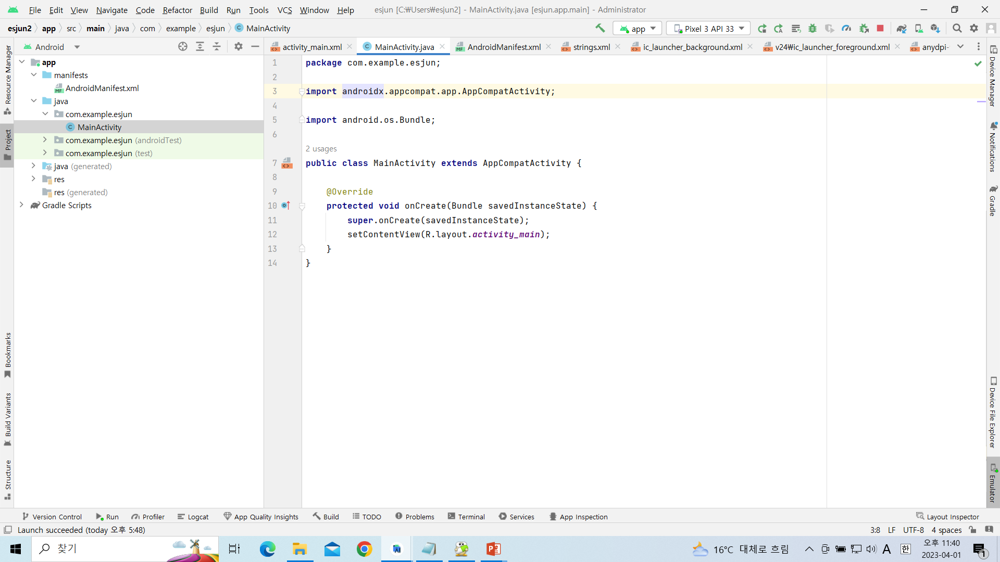 File Edit View Navigate Code Refactor Build Run Tools VCS Window Help esjun [C:₩Users₩esjun2] - MainActivity.java [esjun.app.main] - Administrator
esjun2 app src main java com example esjun MainActivity app Pixel 3 API 33
Android
activity_main.xml MainActivity.java AndroidManifest.xml strings.xml ic_launcher_background.xml v24₩ic_launcher_foreground.xml anydpi-
app
manifests
AndroidManifest.xml
java
com.example.esjun
MainActivity
com.example.esjun (androidTest)
com.example.esjun (test)
java (generated)
res
res (generated)
Gradle Scripts
1 package com.example.esjun;
2
3 import androidx.appcompat.app.AppCompatActivity;
4
5 import android.os.Bundle;
6
2 usages
7 public class MainActivity extends AppCompatActivity {
8
9 @Override
10 protected void onCreate(Bundle savedInstanceState) {
11 super.onCreate(savedInstanceState);
12 setContentView(R.layout.activity_main);
13 }
14 }
Resource Manager
Project
Bookmarks
Build Variants
Structure
Device Manager
Notifications
Gradle
Device File Explorer
Emulator
Version Control Run Profiler Logcat App Quality Insights Build TODO Problems Terminal Services App Inspection Layout Inspector
Launch succeeded (today 오후 5:48) 3:8 LF UTF-8 4 spaces
찾기 16°C 대체로 흐림 A 한 오후 11:40
2023-04-01 1